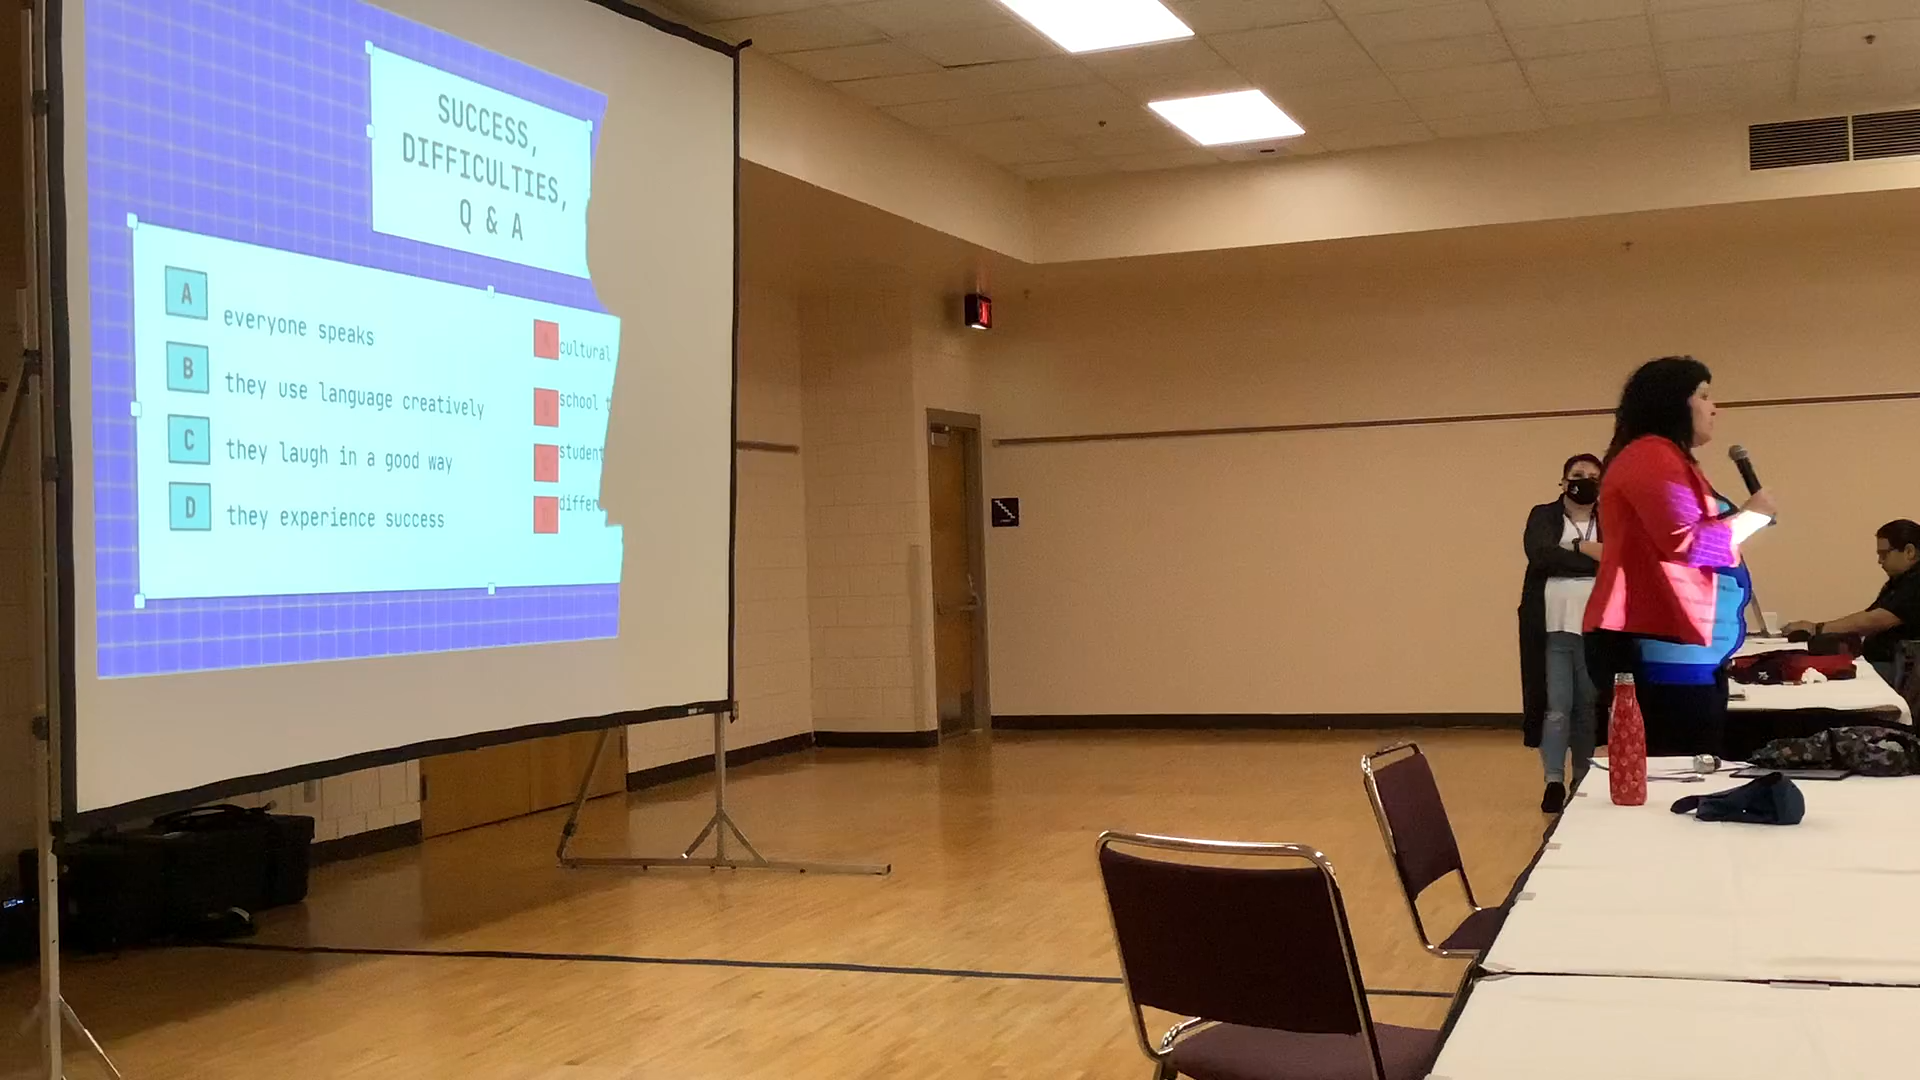 SUCCESS,
DIFFICULTIES,
Q & A
A
everyone speaks
B
they use language creatively
C
they laugh in a good way
D
they experience success
cultural
school
student
differ